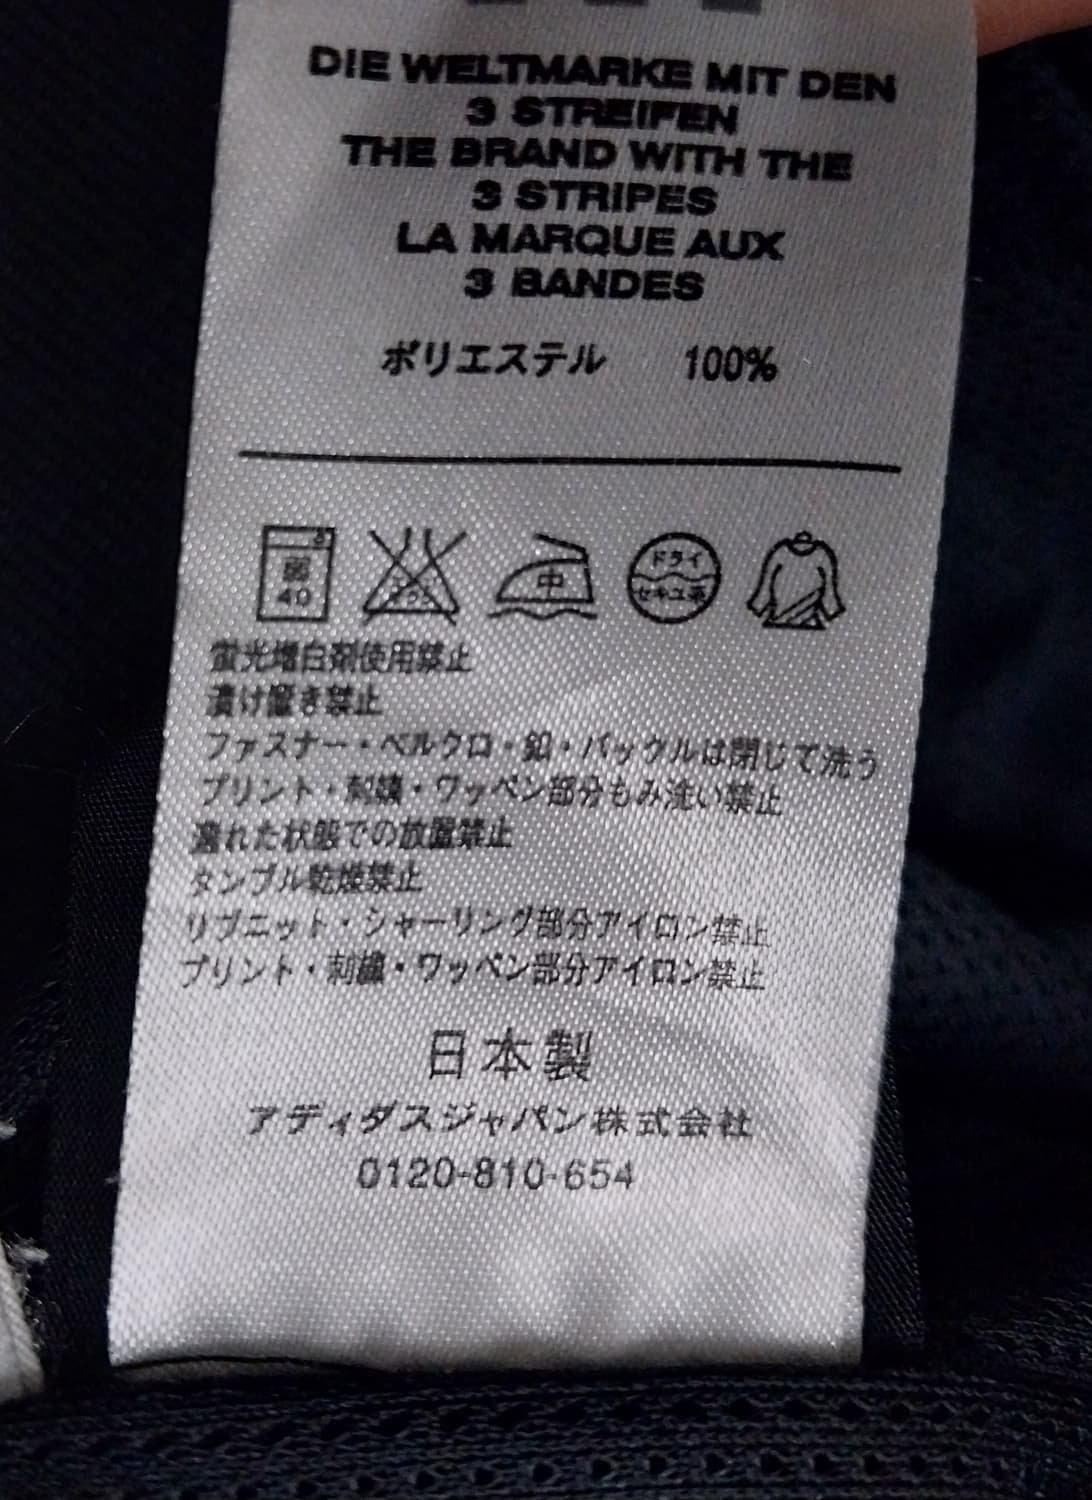 DIE WELTMARKE MIT DEN
3 STREIFEN
THE BRAND WITH THE
3 STRIPES
LA MARQUE AUX
3 BANDES
ポリエステル 100%
弱 40
エンソ
中
ドライ
セキユ系
蛍光増白剤使用禁止
漬け置き禁止
ファスナー・ベルクロ・釦・バックルは閉じて洗う
プリント・刺繍・ワッペン部分もみ洗い禁止
濡れた状態での放置禁止
タンブル乾燥禁止
リブニット・シャーリング部分アイロン禁止
プリント・刺繍・ワッペン部分アイロン禁止
日本製
アディダスジャパン株式会社
0120-810-654